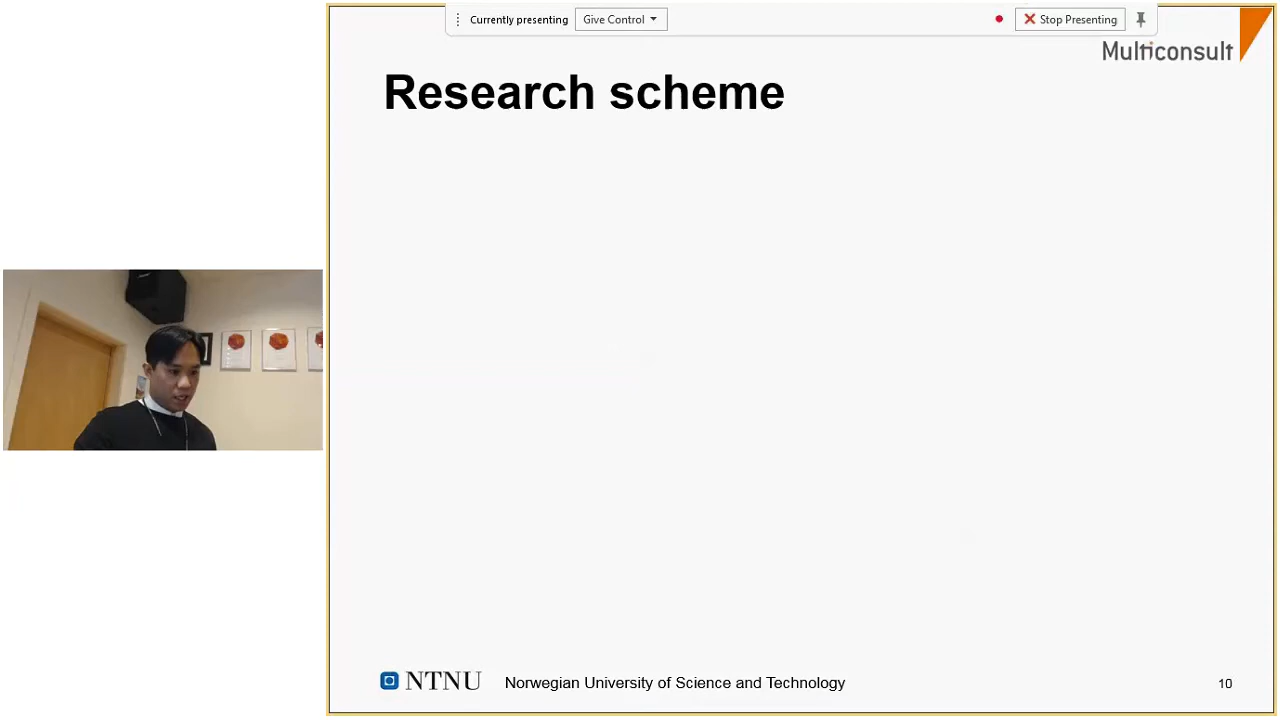 Currently presenting
Give Control
Stop Presenting
Multiconsult
Research scheme
NTNU
Norwegian University of Science and Technology
10